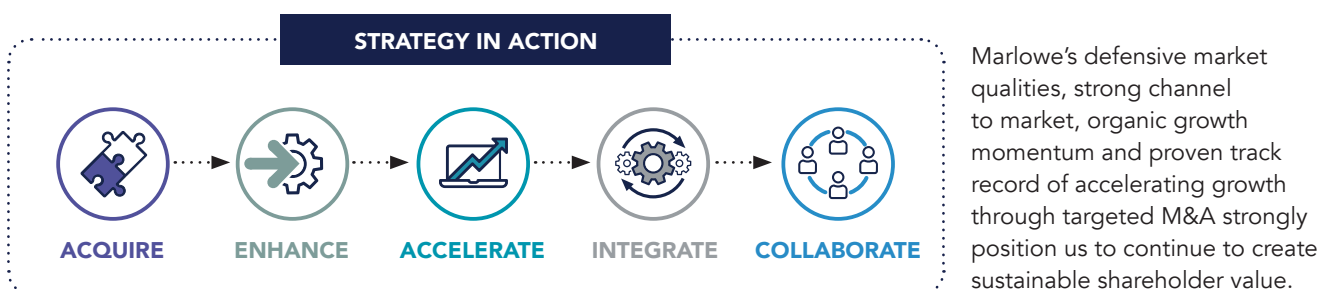 STRATEGY IN ACTION
ACQUIRE
ENHANCE
ACCELERATE
INTEGRATE
COLLABORATE
Marlowe’s defensive market
qualities, strong channel
to market, organic growth
momentum and proven track
record of accelerating growth
through targeted M&A strongly
position us to continue to create
sustainable shareholder value.